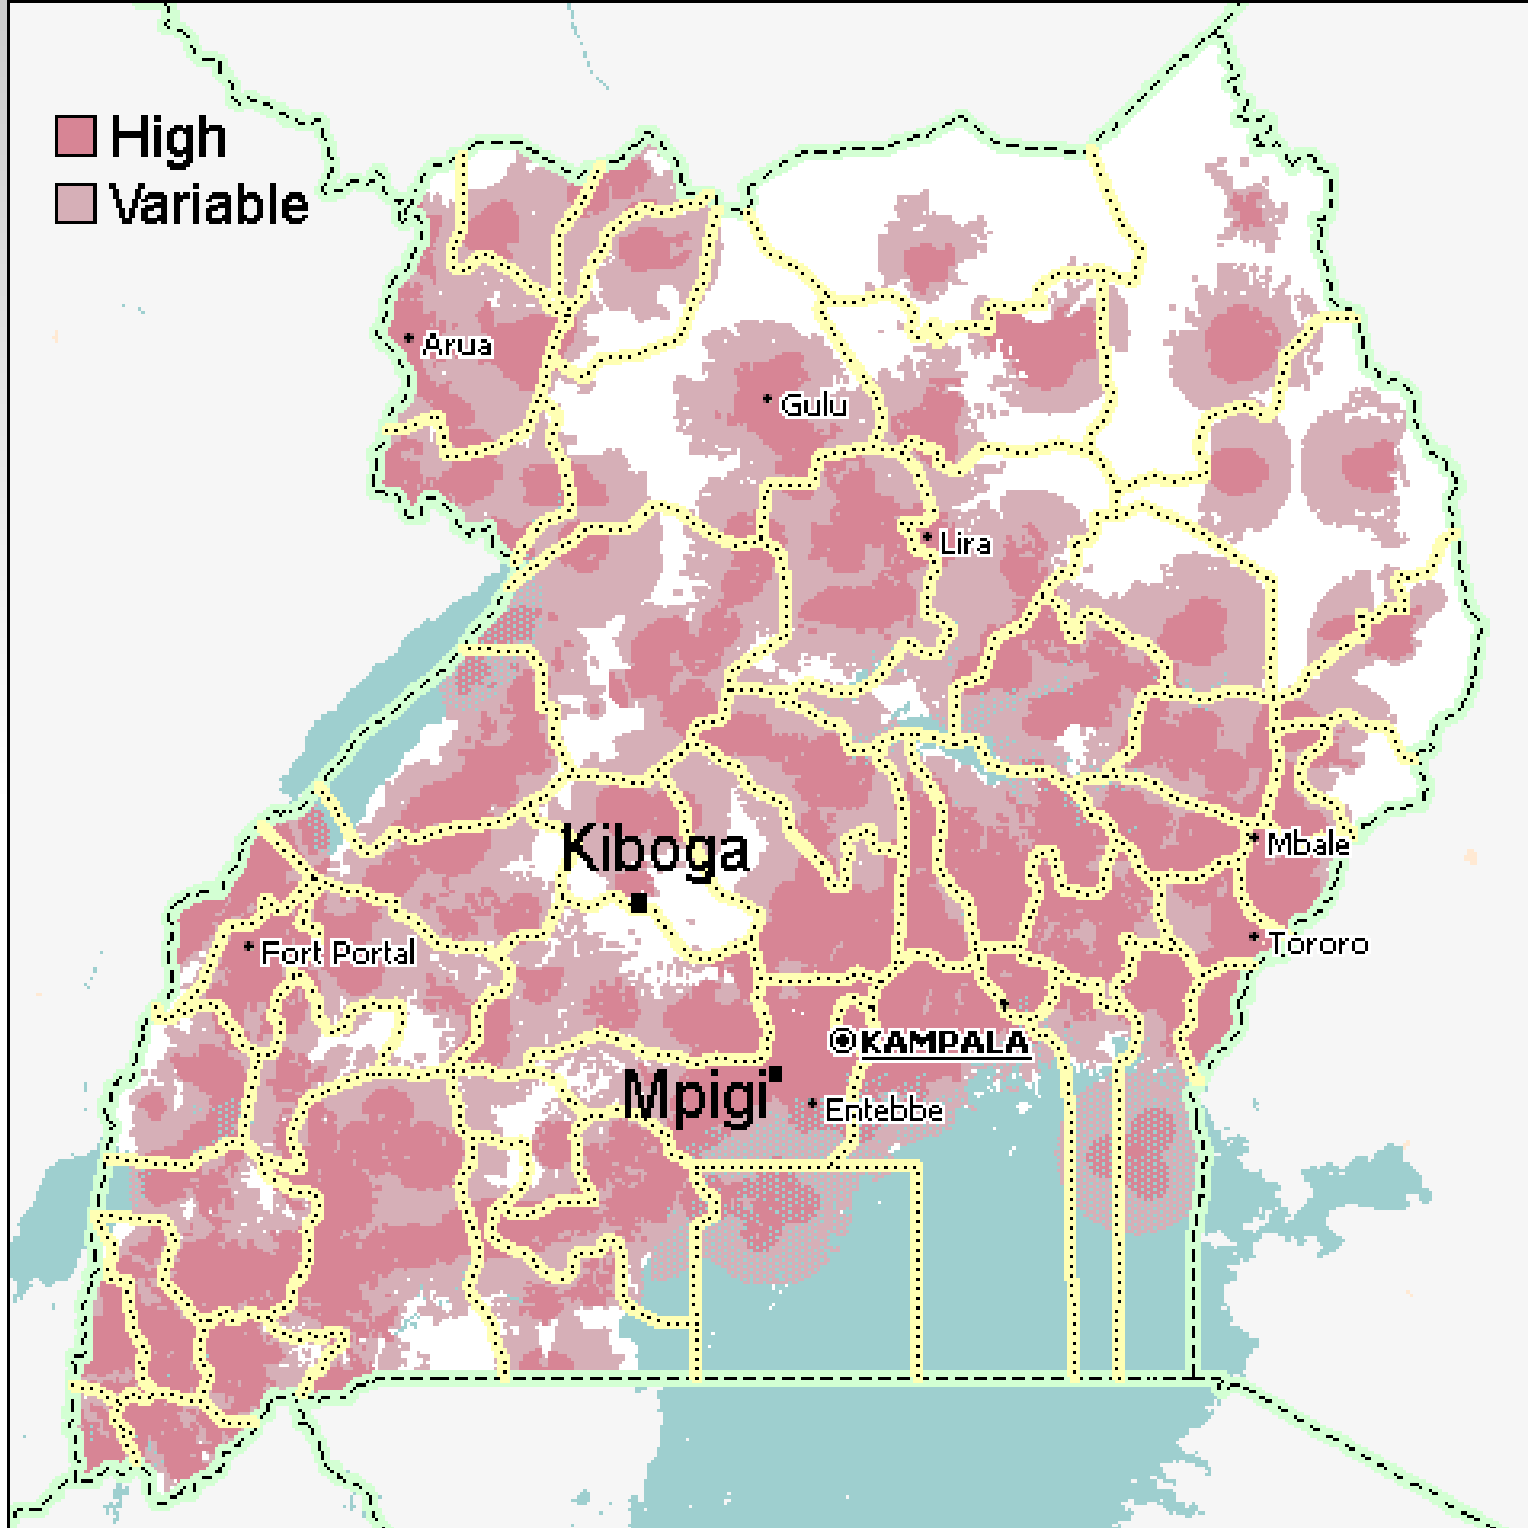 High
Variable
Arua
Gulu
Lira
Kiboga
Mbale
Fort Portal
Tororo
KAMPALA
Mpigi
Entebbe